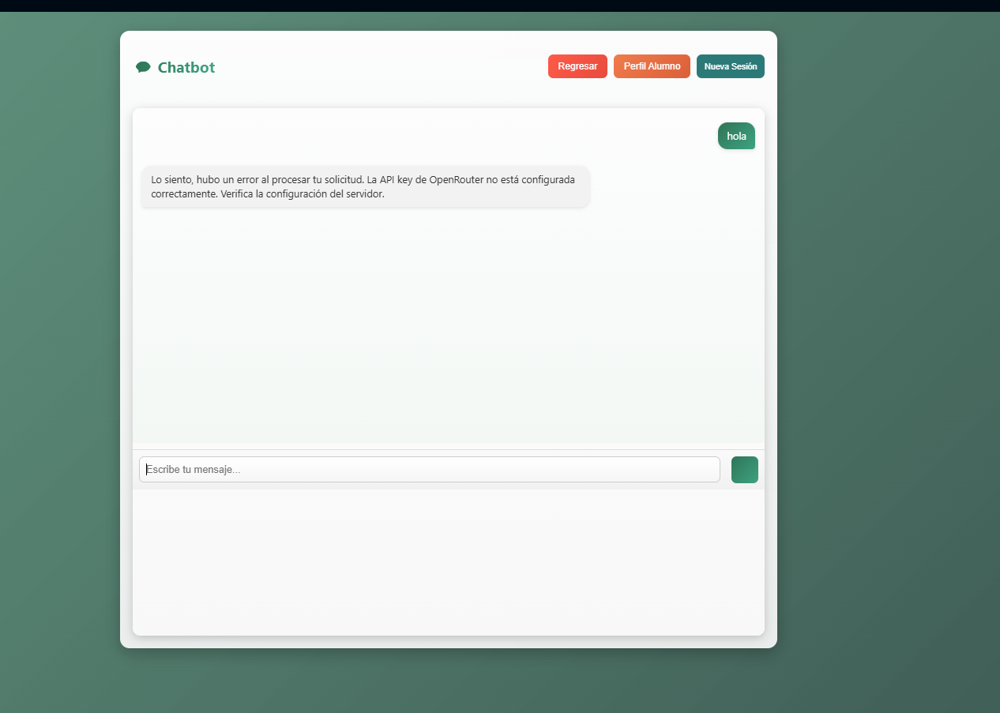 Chatbot
Regresar
Perfil Alumno
Nueva Sesión
hola
Lo siento, hubo un error al procesar tu solicitud. La API key de OpenRouter no está configurada
correctamente. Verifica la configuración del servidor.
Escribe tu mensaje...